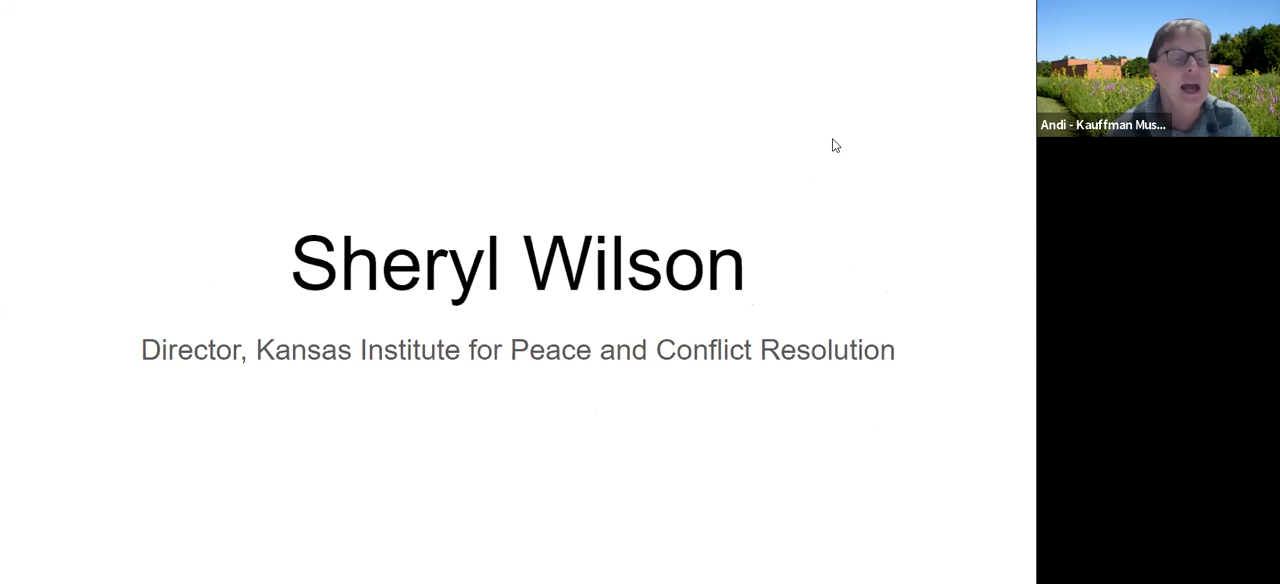 Sheryl Wilson
Director, Kansas Institute for Peace and Conflict Resolution
Andi - Kauffman Mus...